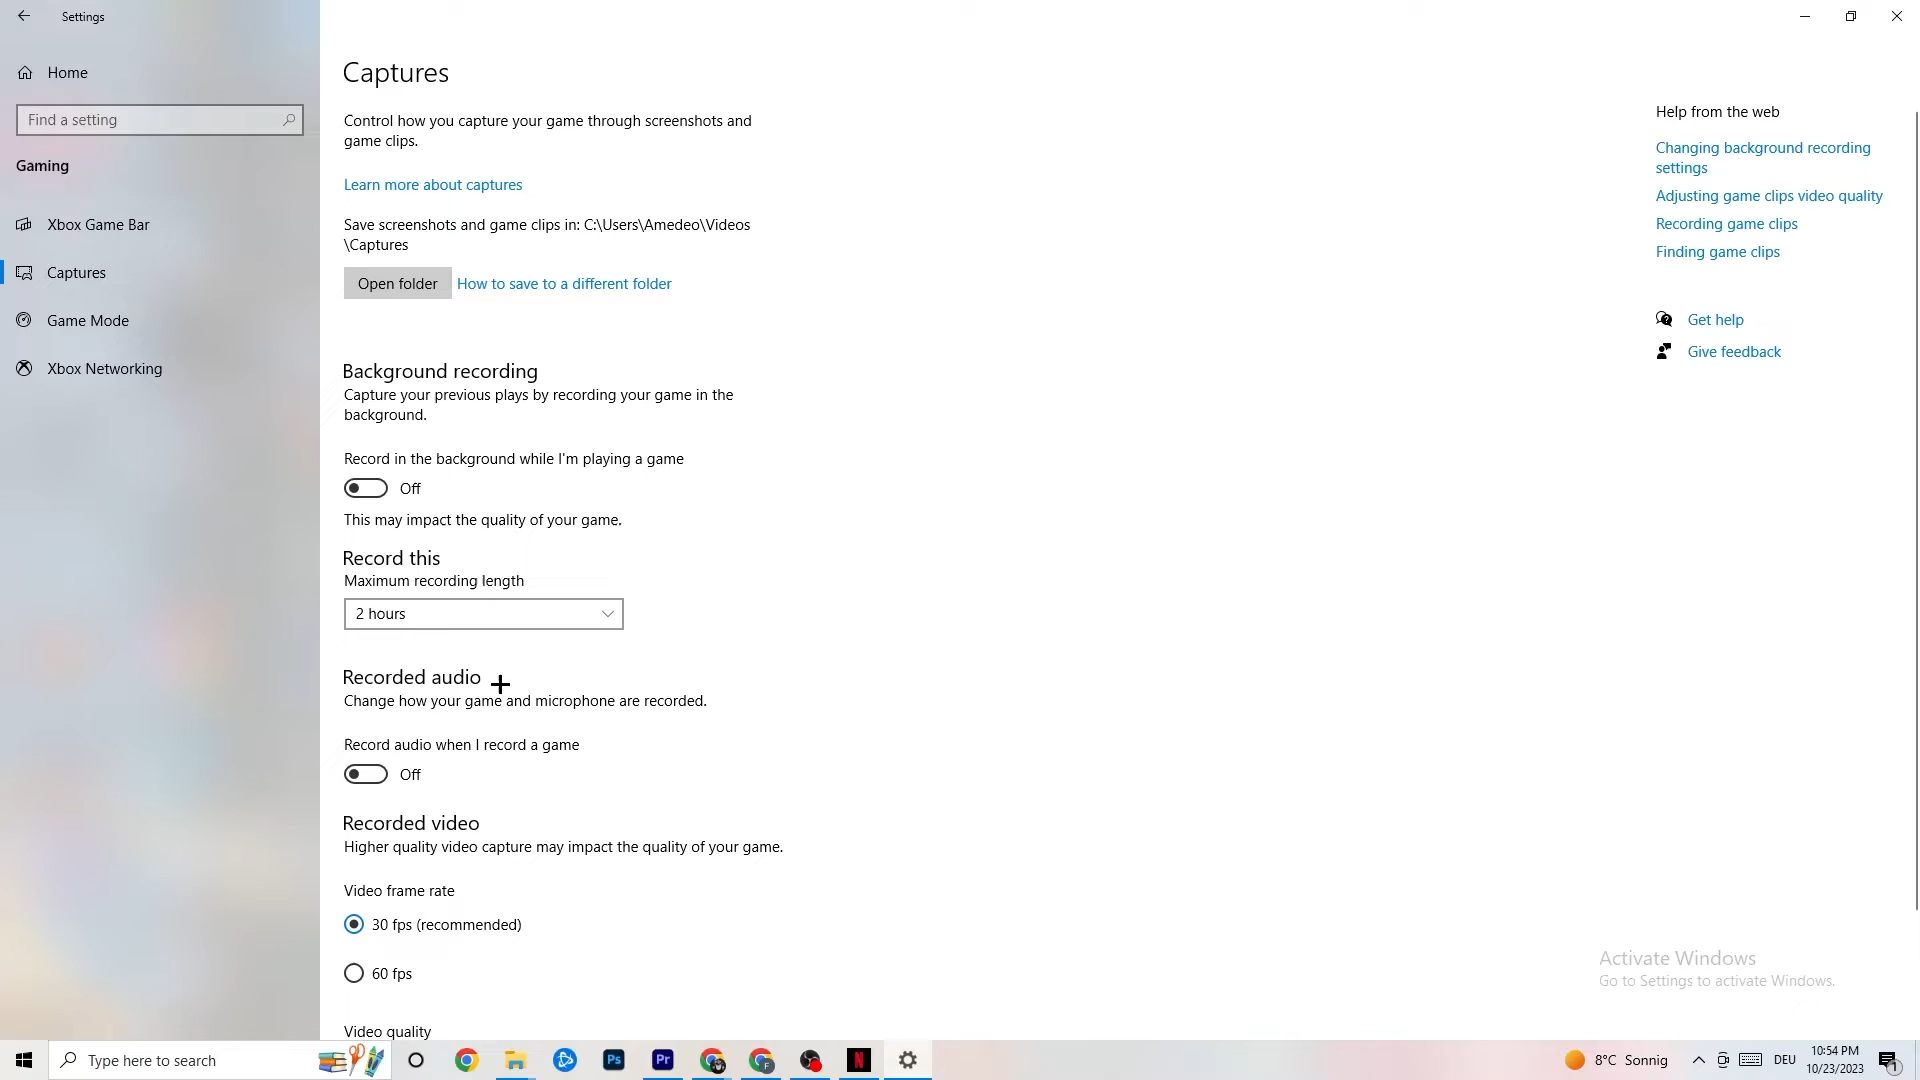 Settings
Home
Find a setting
Gaming
Xbox Game Bar
Captures
Game Mode
Xbox Networking
Captures
Control how you capture your game through screenshots and
game clips.
Learn more about captures
Save screenshots and game clips in: C:\Users\Amedeo\Videos
\Captures
Open folder
How to save to a different folder
Background recording
Capture your previous plays by recording your game in the
background.
Record in the background while I'm playing a game
Off
This may impact the quality of your game.
Record this
Maximum recording length
2 hours
Recorded audio
Change how your game and microphone are recorded.
Record audio when I record a game
Off
Recorded video
Higher quality video capture may impact the quality of your game.
Video frame rate
30 fps (recommended)
60 fps
Video quality
Help from the web
Changing background recording
settings
Adjusting game clips video quality
Recording game clips
Finding game clips
Get help
Give feedback
Activate Windows
Go to Settings to activate Windows.
Type here to search
Ps
Pr
F
N
8°C Sonnig
DEU
10:54 PM
10/23/2023
1